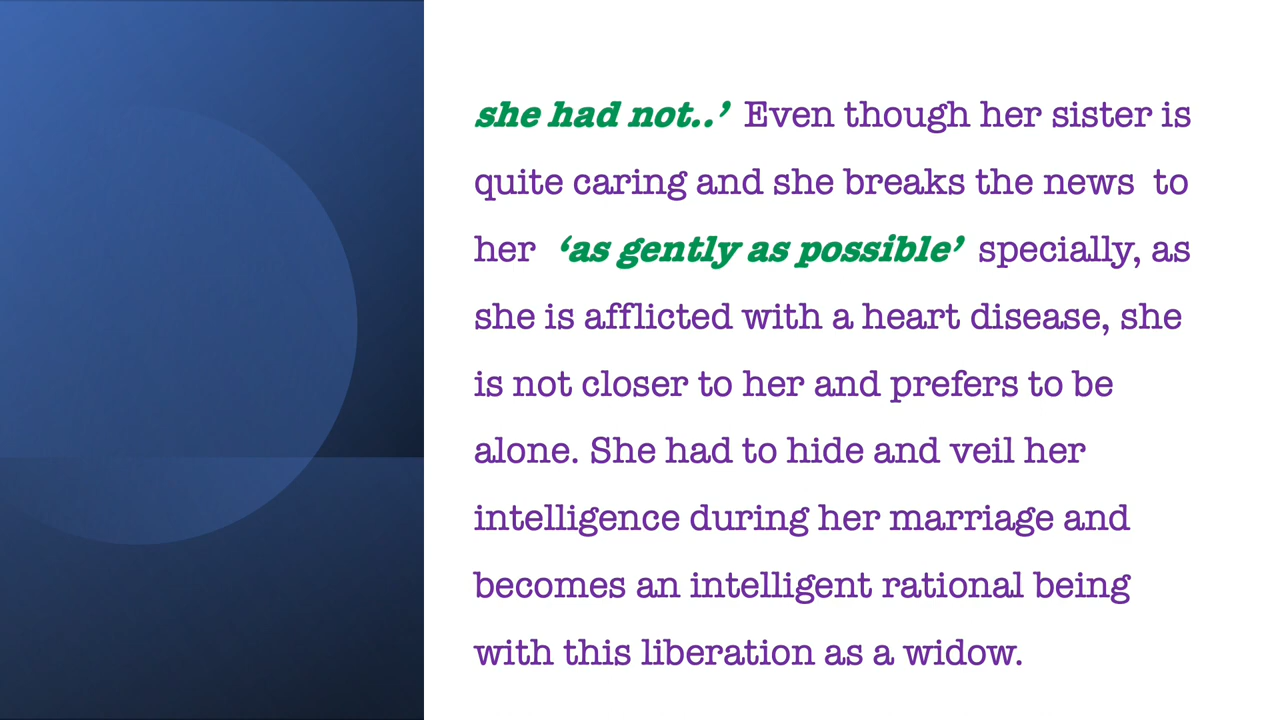 she had not..’ Even though her sister is
quite caring and she breaks the news to
her ‘as gently as possible’ specially, as
she is afflicted with a heart disease, she
is not closer to her and prefers to be
alone. She had to hide and veil her
intelligence during her marriage and
becomes an intelligent rational being
with this liberation as a widow.